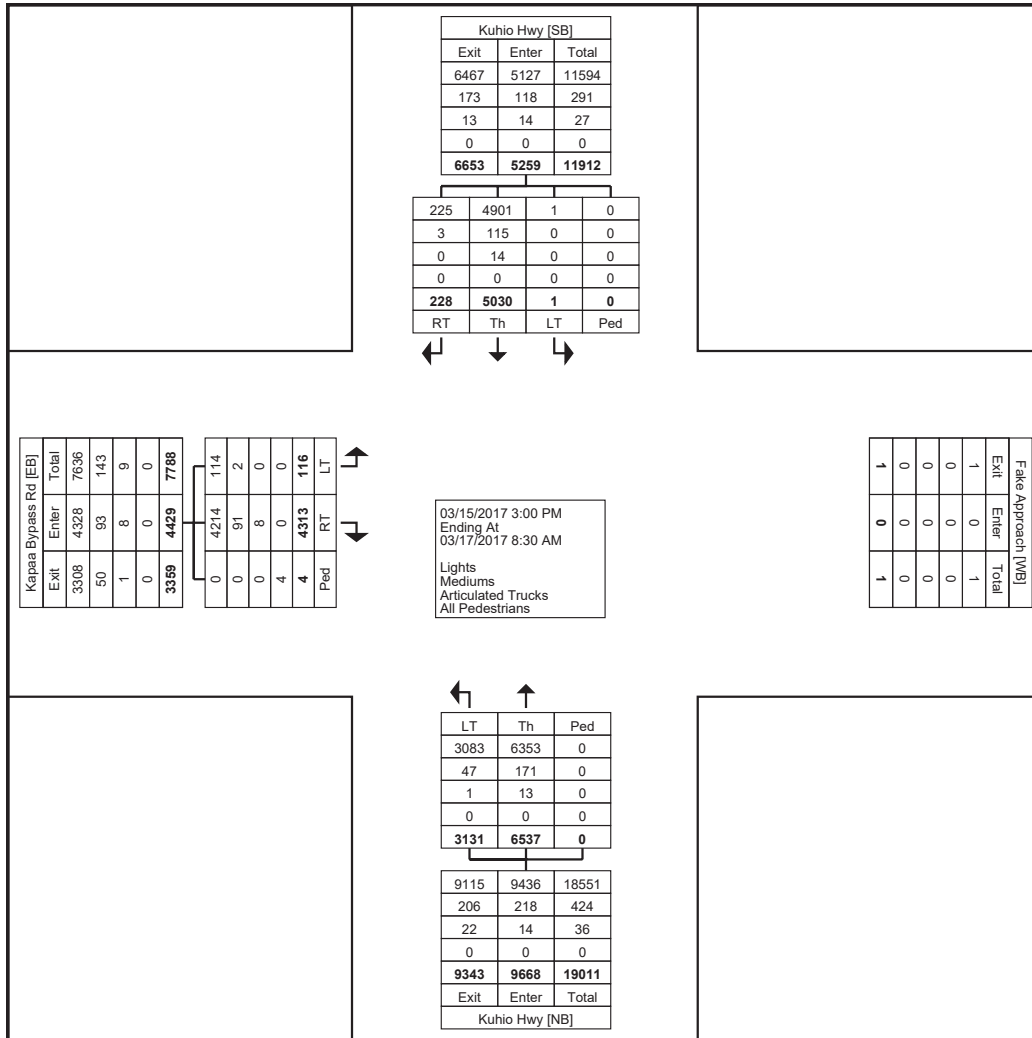 Kuhio Hwy [SB]
Exit Enter Total
6467 5127 11594
173 118 291
13 14 27
0 0 0
6653 5259 11912
225 4901 1 0
3 115 0 0
0 14 0 0
0 0 0 0
228 5030 1 0
RT Th LT Ped
Kapaa Bypass Rd [EB]
Exit Enter Total
3308 4328 7636
50 93 143
1 8 9
0 0 0
3359 4429 7788
0 4214 114
0 91 2
0 8 0
4 0 0
4 4313 116
Ped RT LT
03/15/2017 3:00 PM
Ending At
03/17/2017 8:30 AM
Lights
Mediums
Articulated Trucks
All Pedestrians
Fake Approach [WB]
Exit Enter Total
1 0 1
0 0 0
0 0 0
0 0 0
1 0 1
LT Th Ped
3083 6353 0
47 171 0
1 13 0
0 0 0
3131 6537 0
9115 9436 18551
206 218 424
22 14 36
0 0 0
9343 9668 19011
Exit Enter Total
Kuhio Hwy [NB]